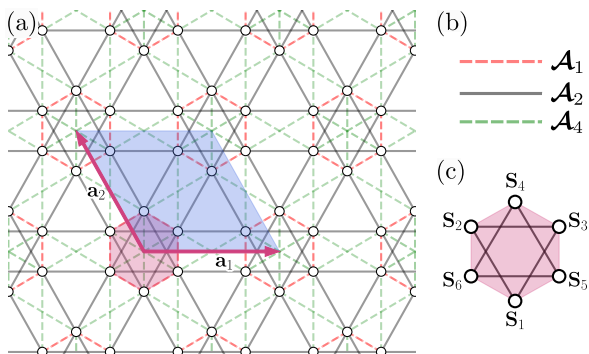 (a)
a₂
a₁
(b)
𝓐₁
𝓐₂
𝓐₄
(c)
S₄
S₂ S₃
S₆ S₅
S₁